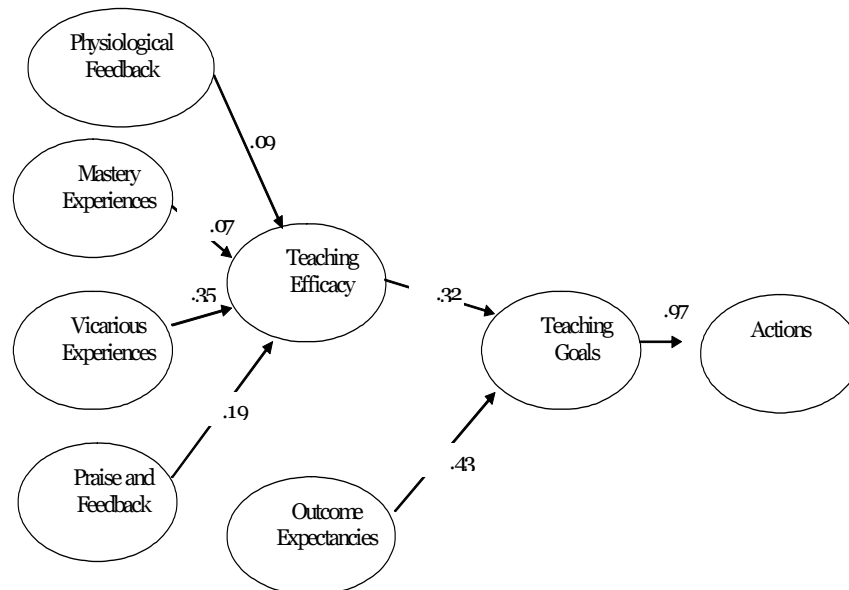 Physiological
Feedback
.09
Mastery
Experiences
.07
Teaching
Efficacy
.35
.32
.97
Vicarious
Experiences
Teaching
Goals
Actions
.19
.43
Praise and
Feedback
Outcome
Expectancies